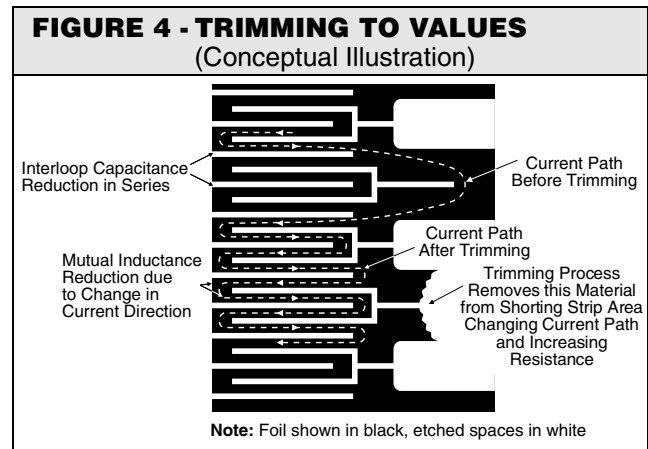 FIGURE 4 - TRIMMING TO VALUES
(Conceptual Illustration)
Interloop Capacitance
Reduction in Series
Current Path
Before Trimming
Mutual Inductance
Reduction due
to Change in
Current Direction
Current Path
After Trimming
Trimming Process
Removes this Material
from Shorting Strip Area
Changing Current Path
and Increasing
Resistance
Note: Foil shown in black, etched spaces in white